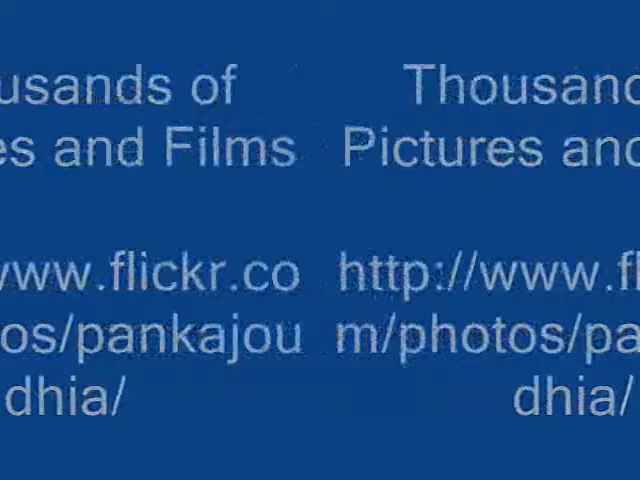 usands of Thousand
es and Films Pictures and
www.flickr.co http://www.fl
os/pankajou m/photos/pa
dhia/ dhia/